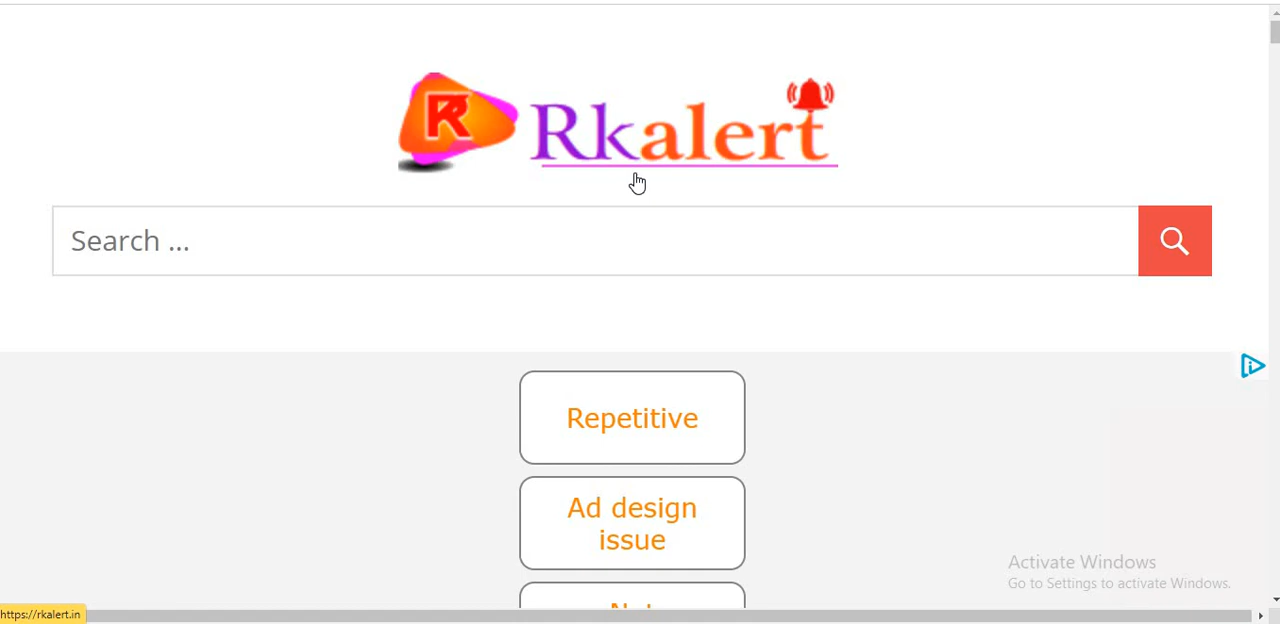 R
Rkalert
Search ...
Repetitive
Ad design
issue
Activate Windows
Go to Settings to activate Windows.
https://rkalert.in